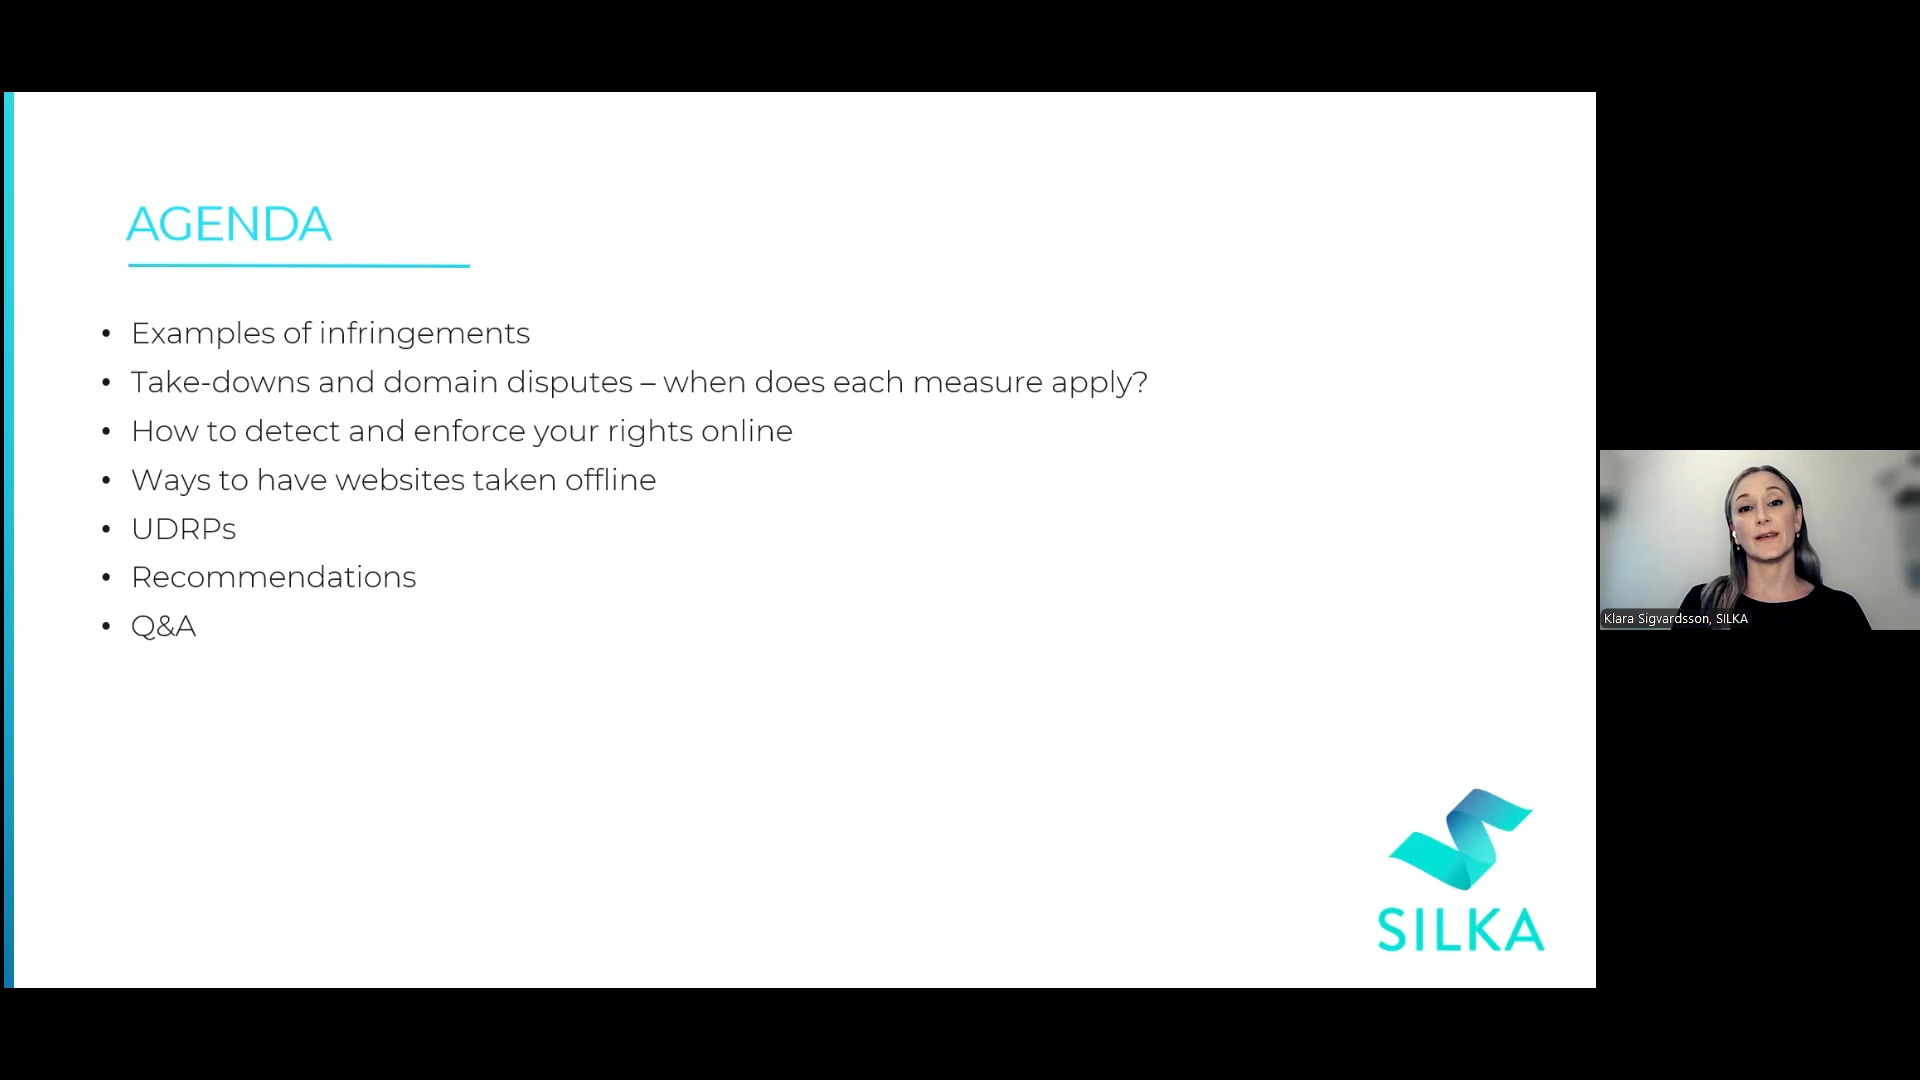 AGENDA
• Examples of infringements
• Take-downs and domain disputes – when does each measure apply?
• How to detect and enforce your rights online
• Ways to have websites taken offline
• UDRPs
• Recommendations
• Q&A
Klara Sigvardsson, SILKA
SILKA